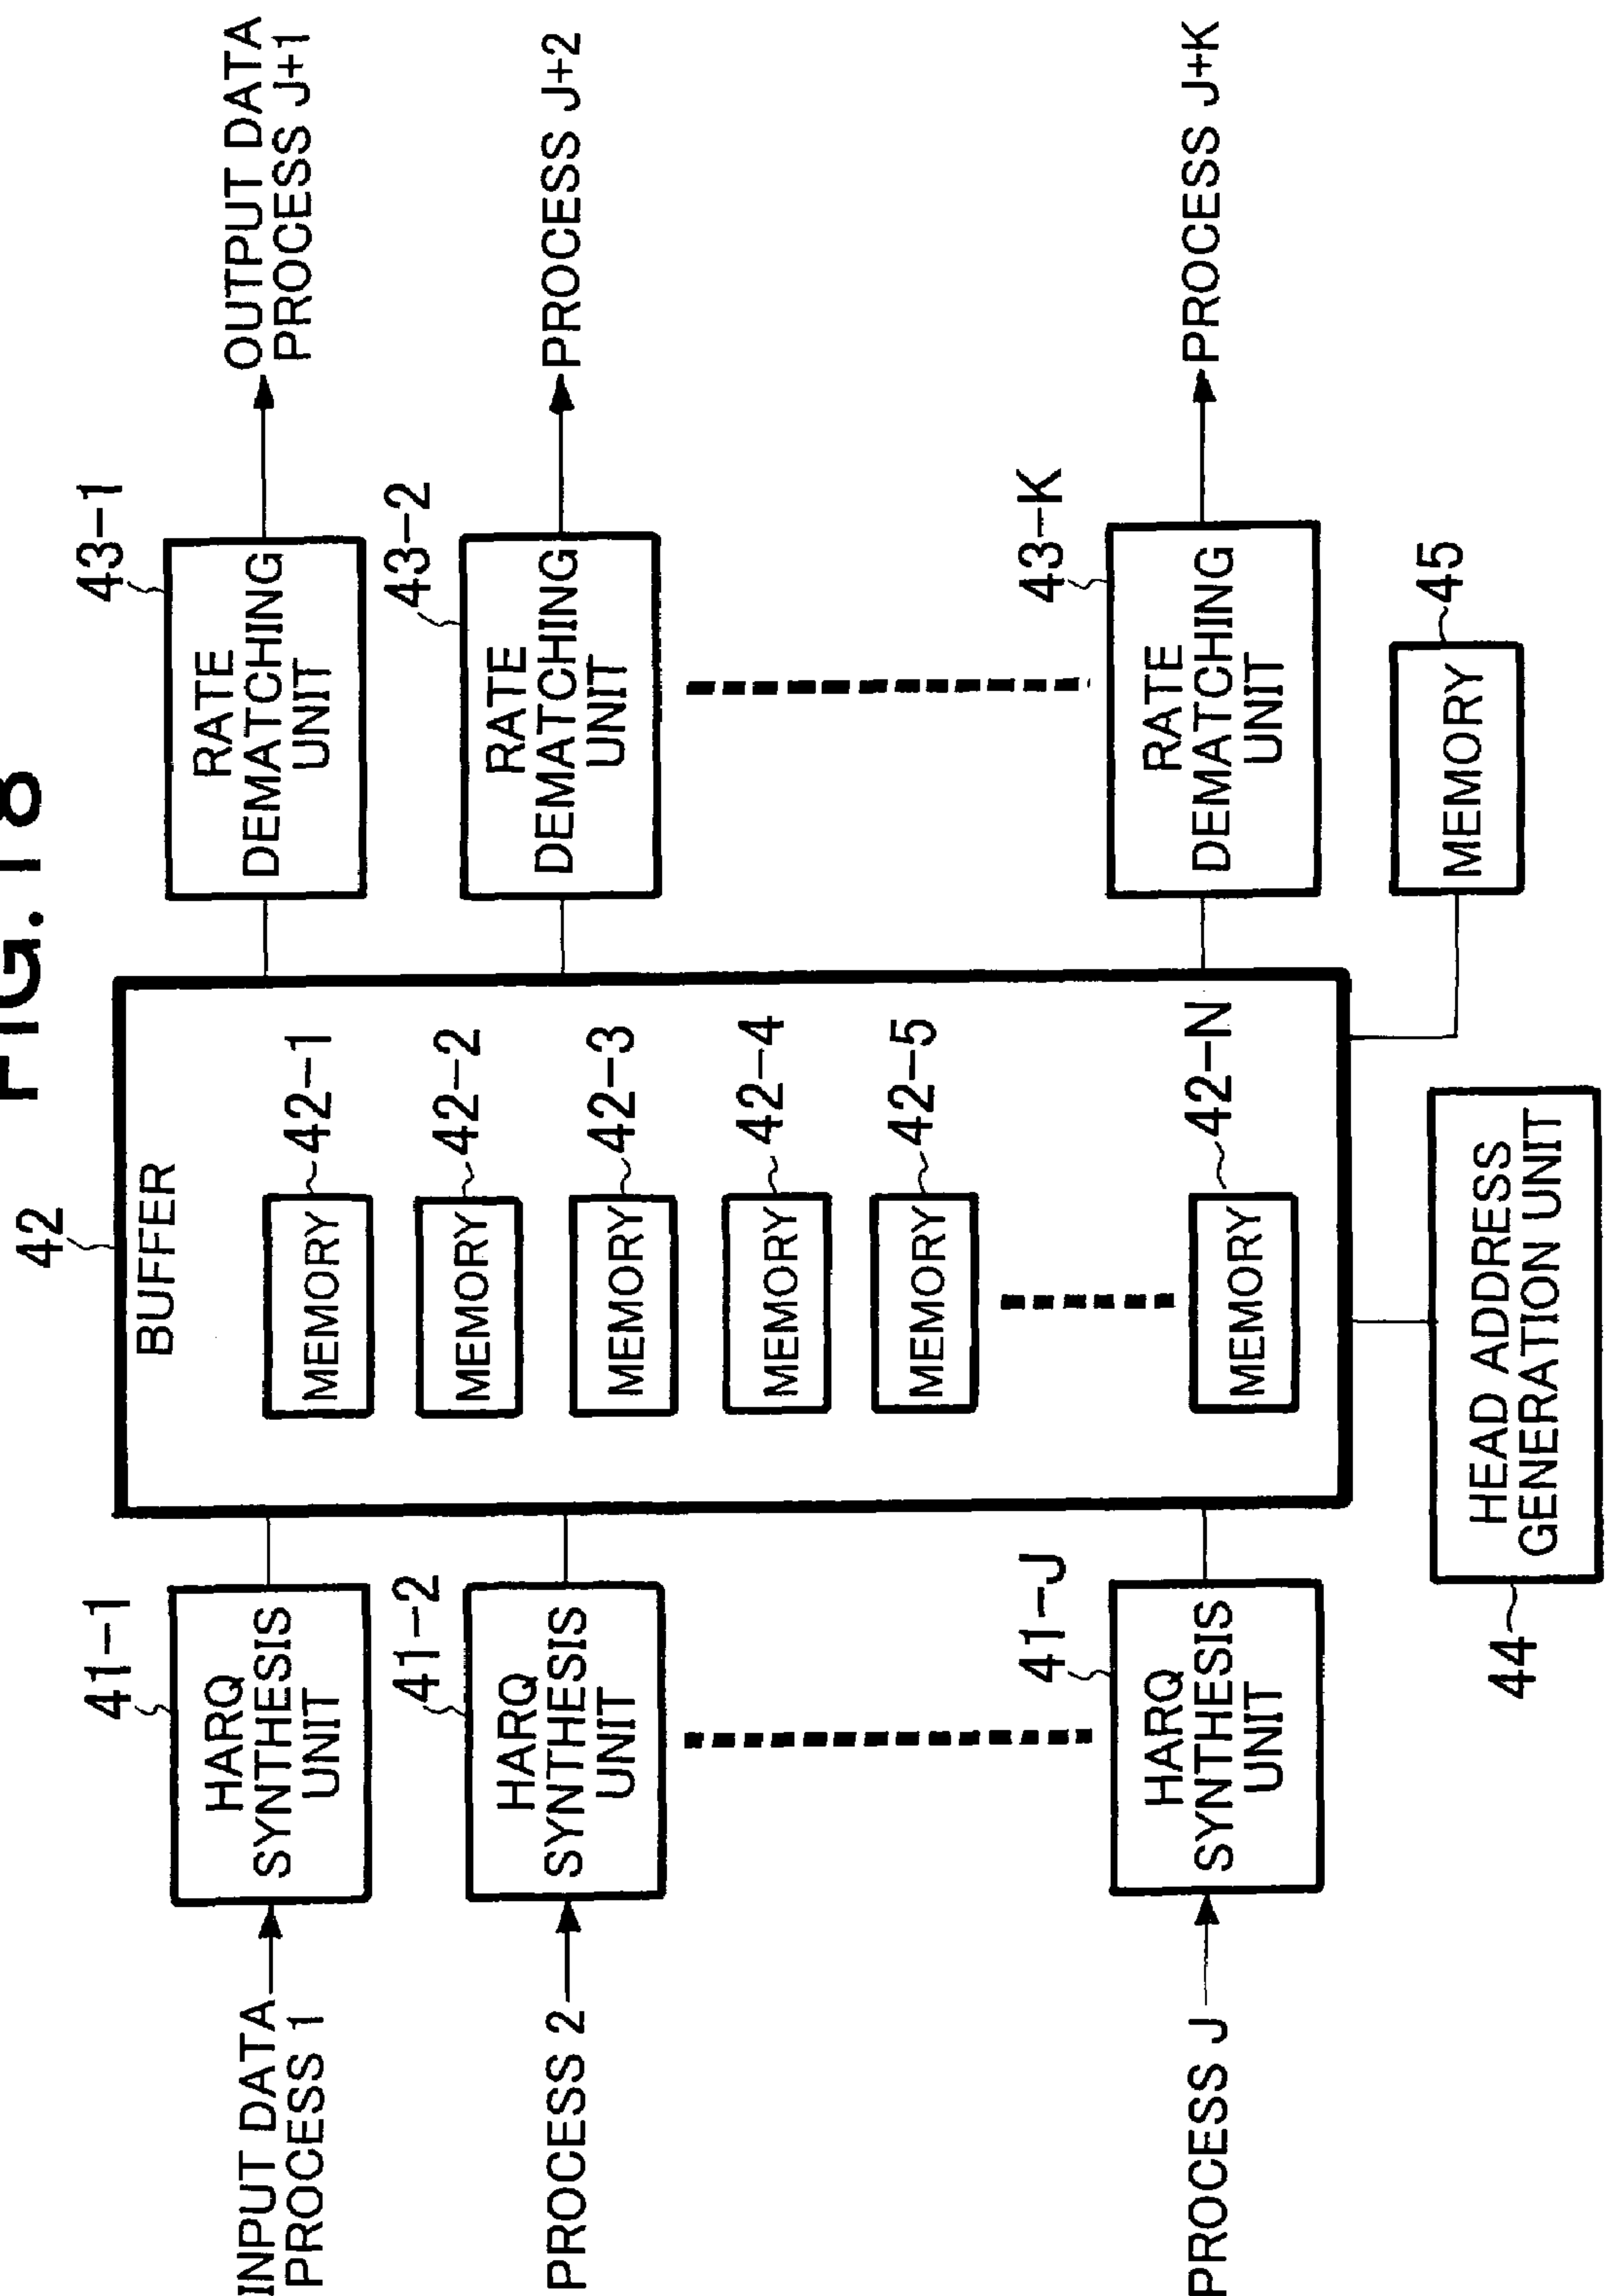 FIG. 18
42
BUFFER
41-1
HARQ
SYNTHESIS
UNIT
INPUT DATA
PROCESS 1
41-2
HARQ
SYNTHESIS
UNIT
PROCESS 2
41-J
HARQ
SYNTHESIS
UNIT
PROCESS J
MEMORY
42-1
MEMORY
42-2
MEMORY
42-3
MEMORY
42-4
MEMORY
42-5
MEMORY
42-N
43-1
RATE
DEMATCHING
UNIT
OUTPUT DATA
PROCESS J+1
43-2
RATE
DEMATCHING
UNIT
PROCESS J+2
43-K
RATE
DEMATCHING
UNIT
PROCESS J+K
44
HEAD ADDRESS
GENERATION UNIT
MEMORY
45